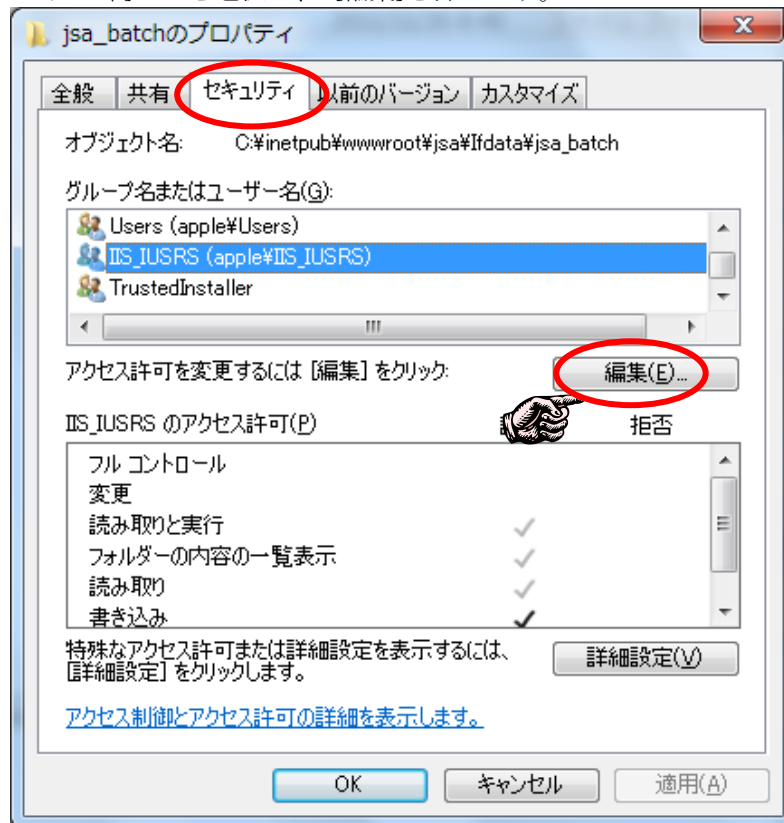 jsa_batchのプロパティ
全般 共有 セキュリティ 以前のバージョン カスタマイズ
オブジェクト名: C:¥inetpub¥wwwroot¥jsa¥Ifdata¥jsa_batch
グループ名またはユーザー名(G):
Users (apple¥Users)
IIS_IUSRS (apple¥IIS_IUSRS)
TrustedInstaller
アクセス許可を変更するには [編集] をクリック: 編集(E)...
IIS_IUSRS のアクセス許可(P) 拒否
フル コントロール
変更
読み取りと実行
フォルダーの内容の一覧表示
読み取り
書き込み
特殊なアクセス許可または詳細設定を表示するには、 詳細設定(V)
[詳細設定] をクリックします。
アクセス制御とアクセス許可の詳細を表示します。
OK キャンセル 適用(A)